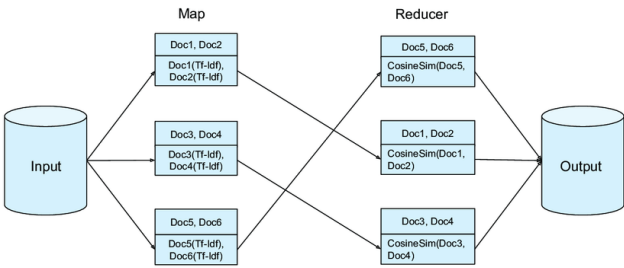 Map
Reducer
Doc1, Doc2
Doc1(Tf-Idf),
Doc2(Tf-Idf)
Doc3, Doc4
Doc3(Tf-Idf),
Doc4(Tf-Idf)
Doc5, Doc6
Doc5(Tf-Idf),
Doc6(Tf-Idf)
Doc5, Doc6
CosineSim(Doc5,
Doc6)
Doc1, Doc2
CosineSim(Doc1,
Doc2)
Doc3, Doc4
CosineSim(Doc3,
Doc4)
Input
Output